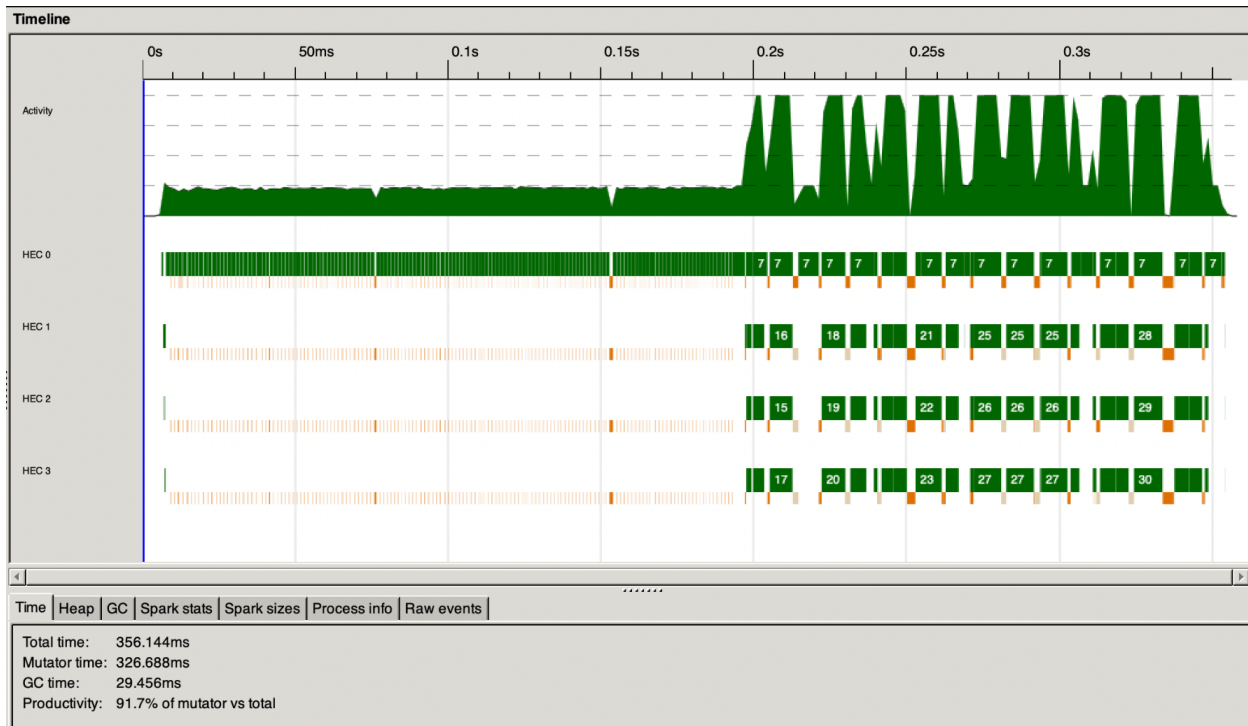 Timeline
0s 50ms 0.1s 0.15s 0.2s 0.25s 0.3s
Activity
HEC 0
7 7 7 7 7 7 7 7 7 7 7 7 7 7 7
HEC 1
16 18 21 25 25 25 28
HEC 2
15 19 22 26 26 26 29
HEC 3
17 20 23 27 27 27 30
Time Heap GC Spark stats Spark sizes Process info Raw events
Total time: 356.144ms
Mutator time: 326.688ms
GC time: 29.456ms
Productivity: 91.7% of mutator vs total